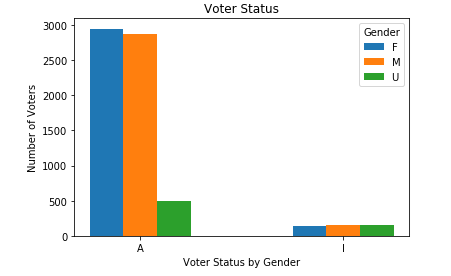 Voter Status
Number of Voters
3000
2500
2000
1500
1000
500
0
Gender
F
M
U
A
I
Voter Status by Gender